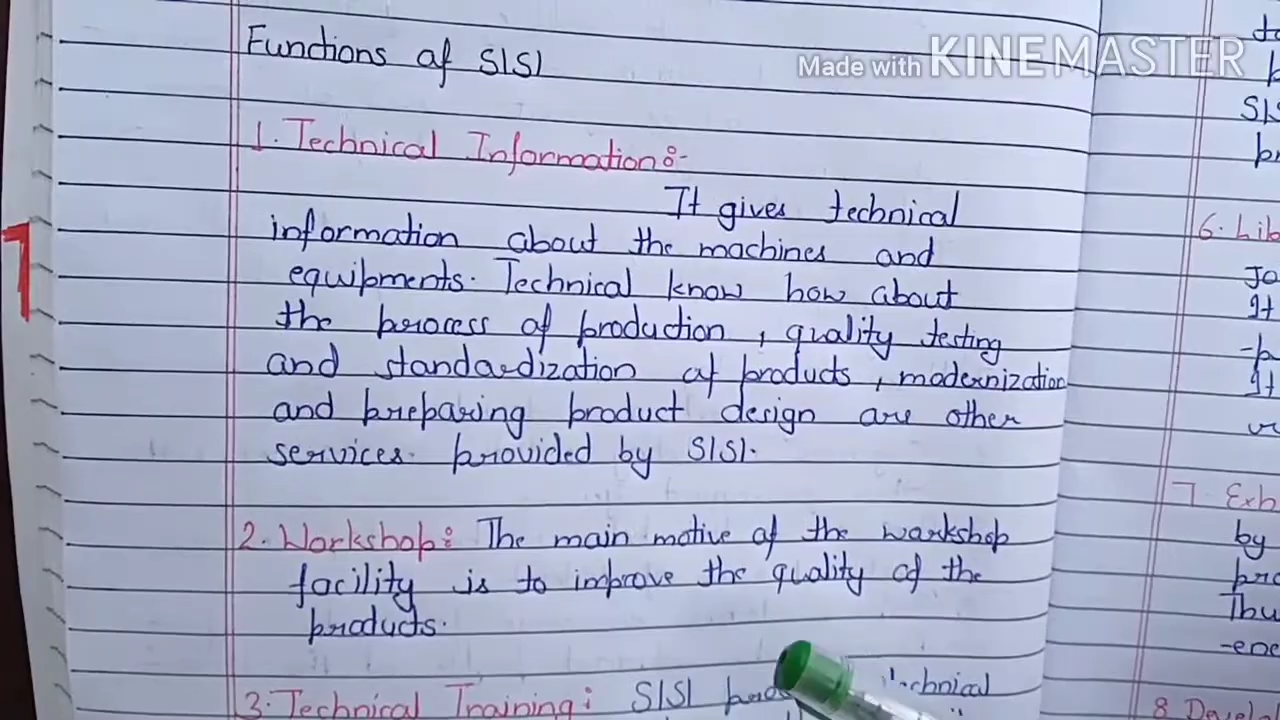 Made with KINEMASTER
Functions of SISI
1. Technical Information:-
It gives technical
information about the machines and
equipments. Technical know how about
the process of production, quality testing
and standardization of products, modernization
and preparing product design are other
services. provided by SISI.
2. Workshop: The main motive of the workshop
facility is to improve the quality of the
products.
3. Technical Training: SISI
6.
7.
by
8.